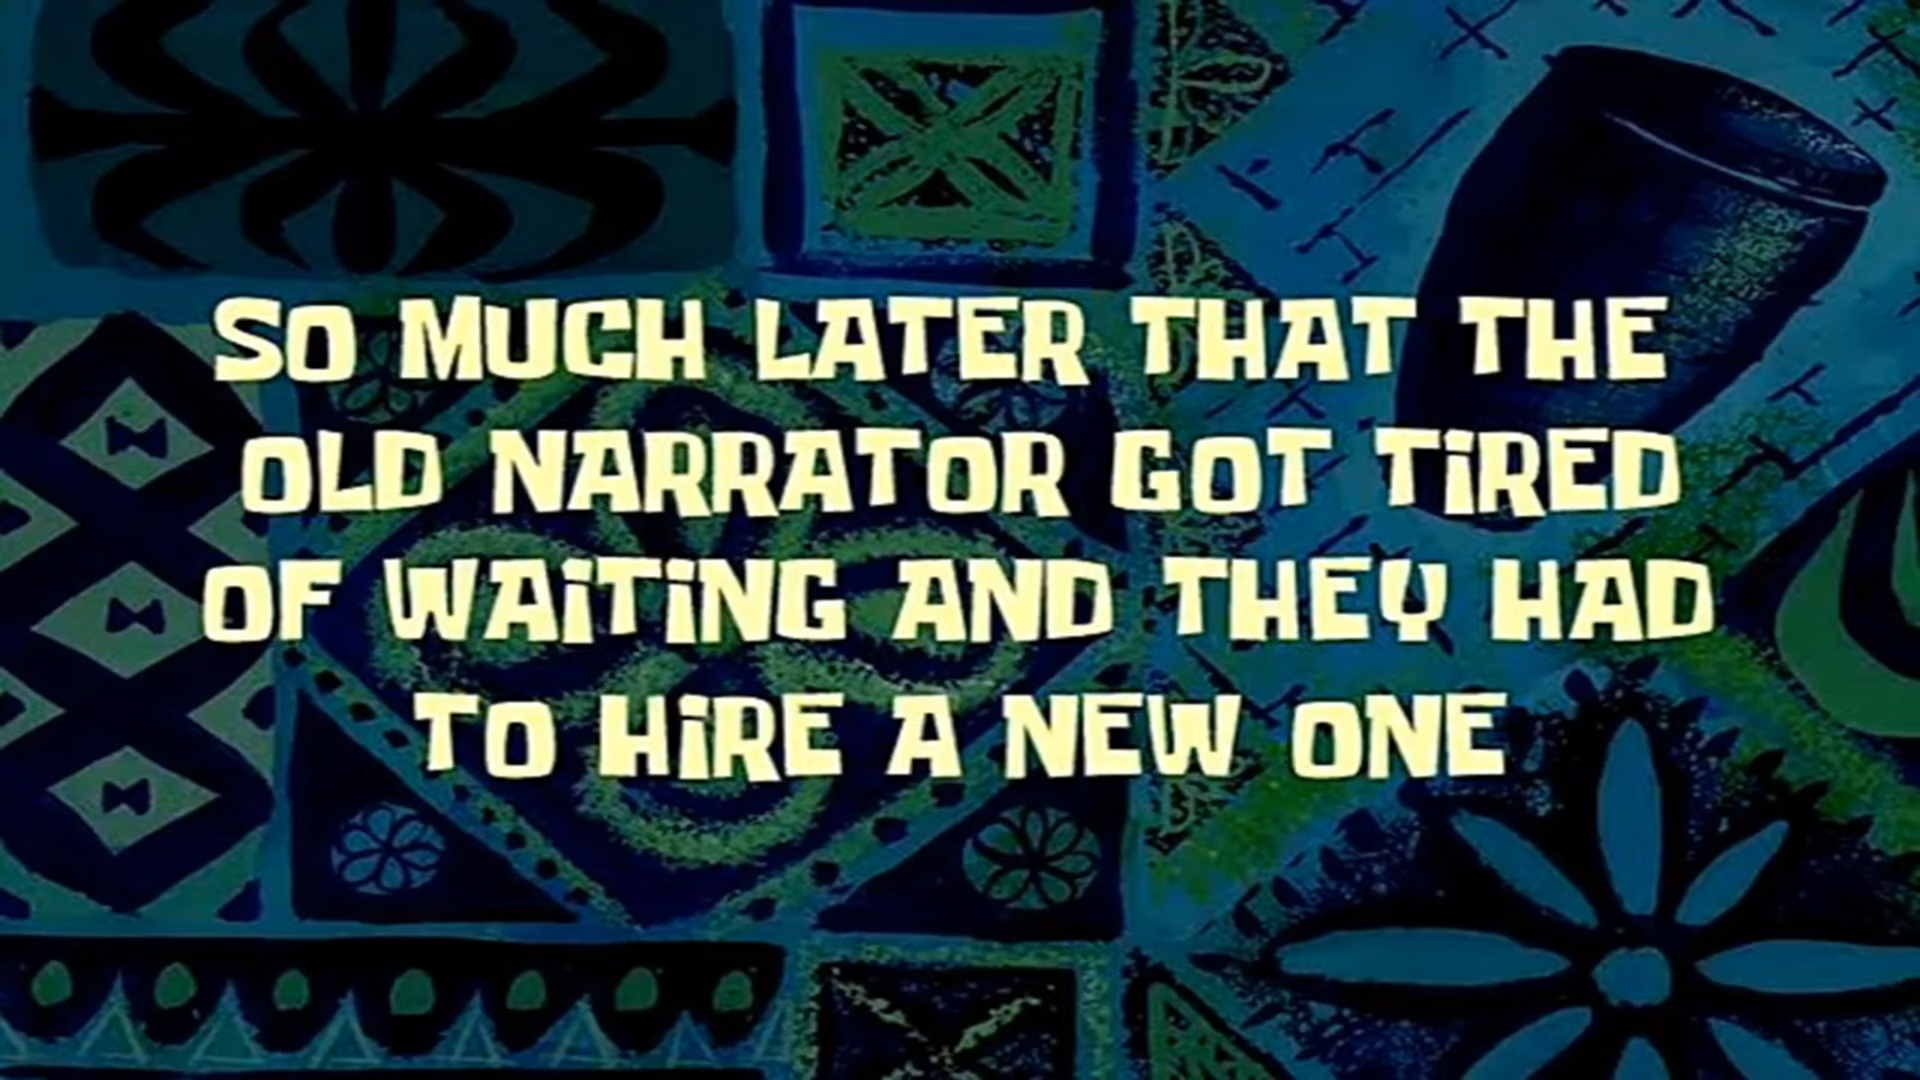 SO MUCH LATER THAT THE
OLD NARRATOR GOT TIRED
OF WAITING AND THEY HAD
TO HIRE A NEW ONE